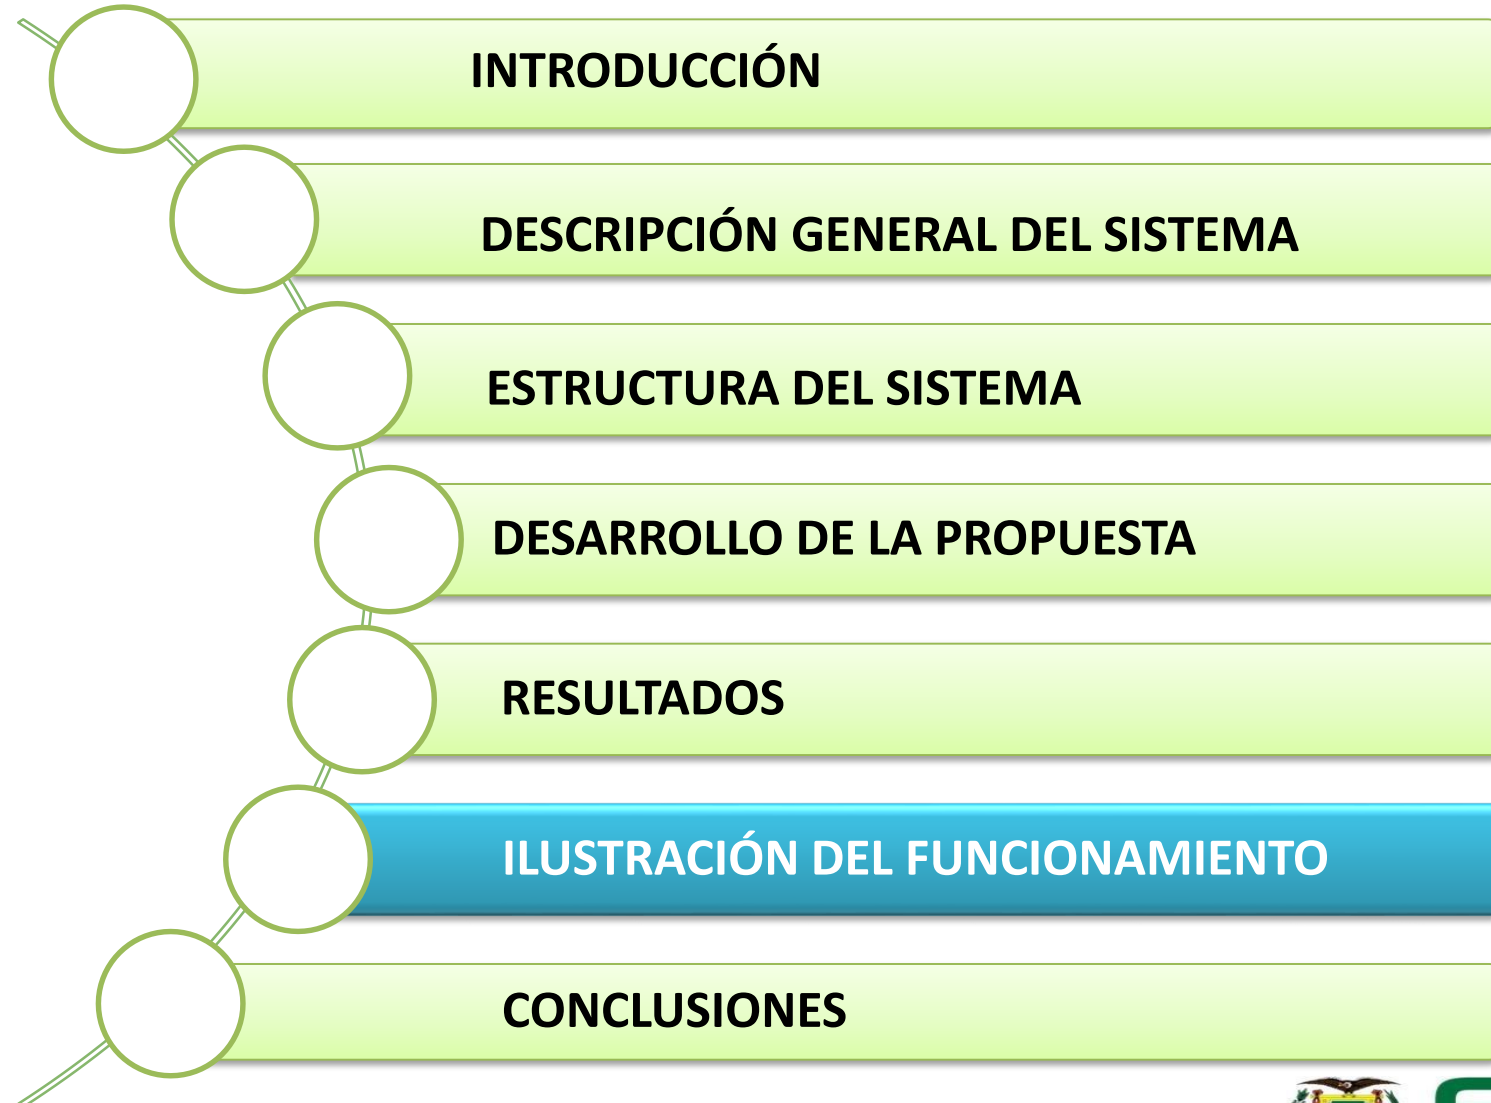 INTRODUCCIÓN
DESCRIPCIÓN GENERAL DEL SISTEMA
ESTRUCTURA DEL SISTEMA
DESARROLLO DE LA PROPUESTA
RESULTADOS
ILUSTRACIÓN DEL FUNCIONAMIENTO
CONCLUSIONES